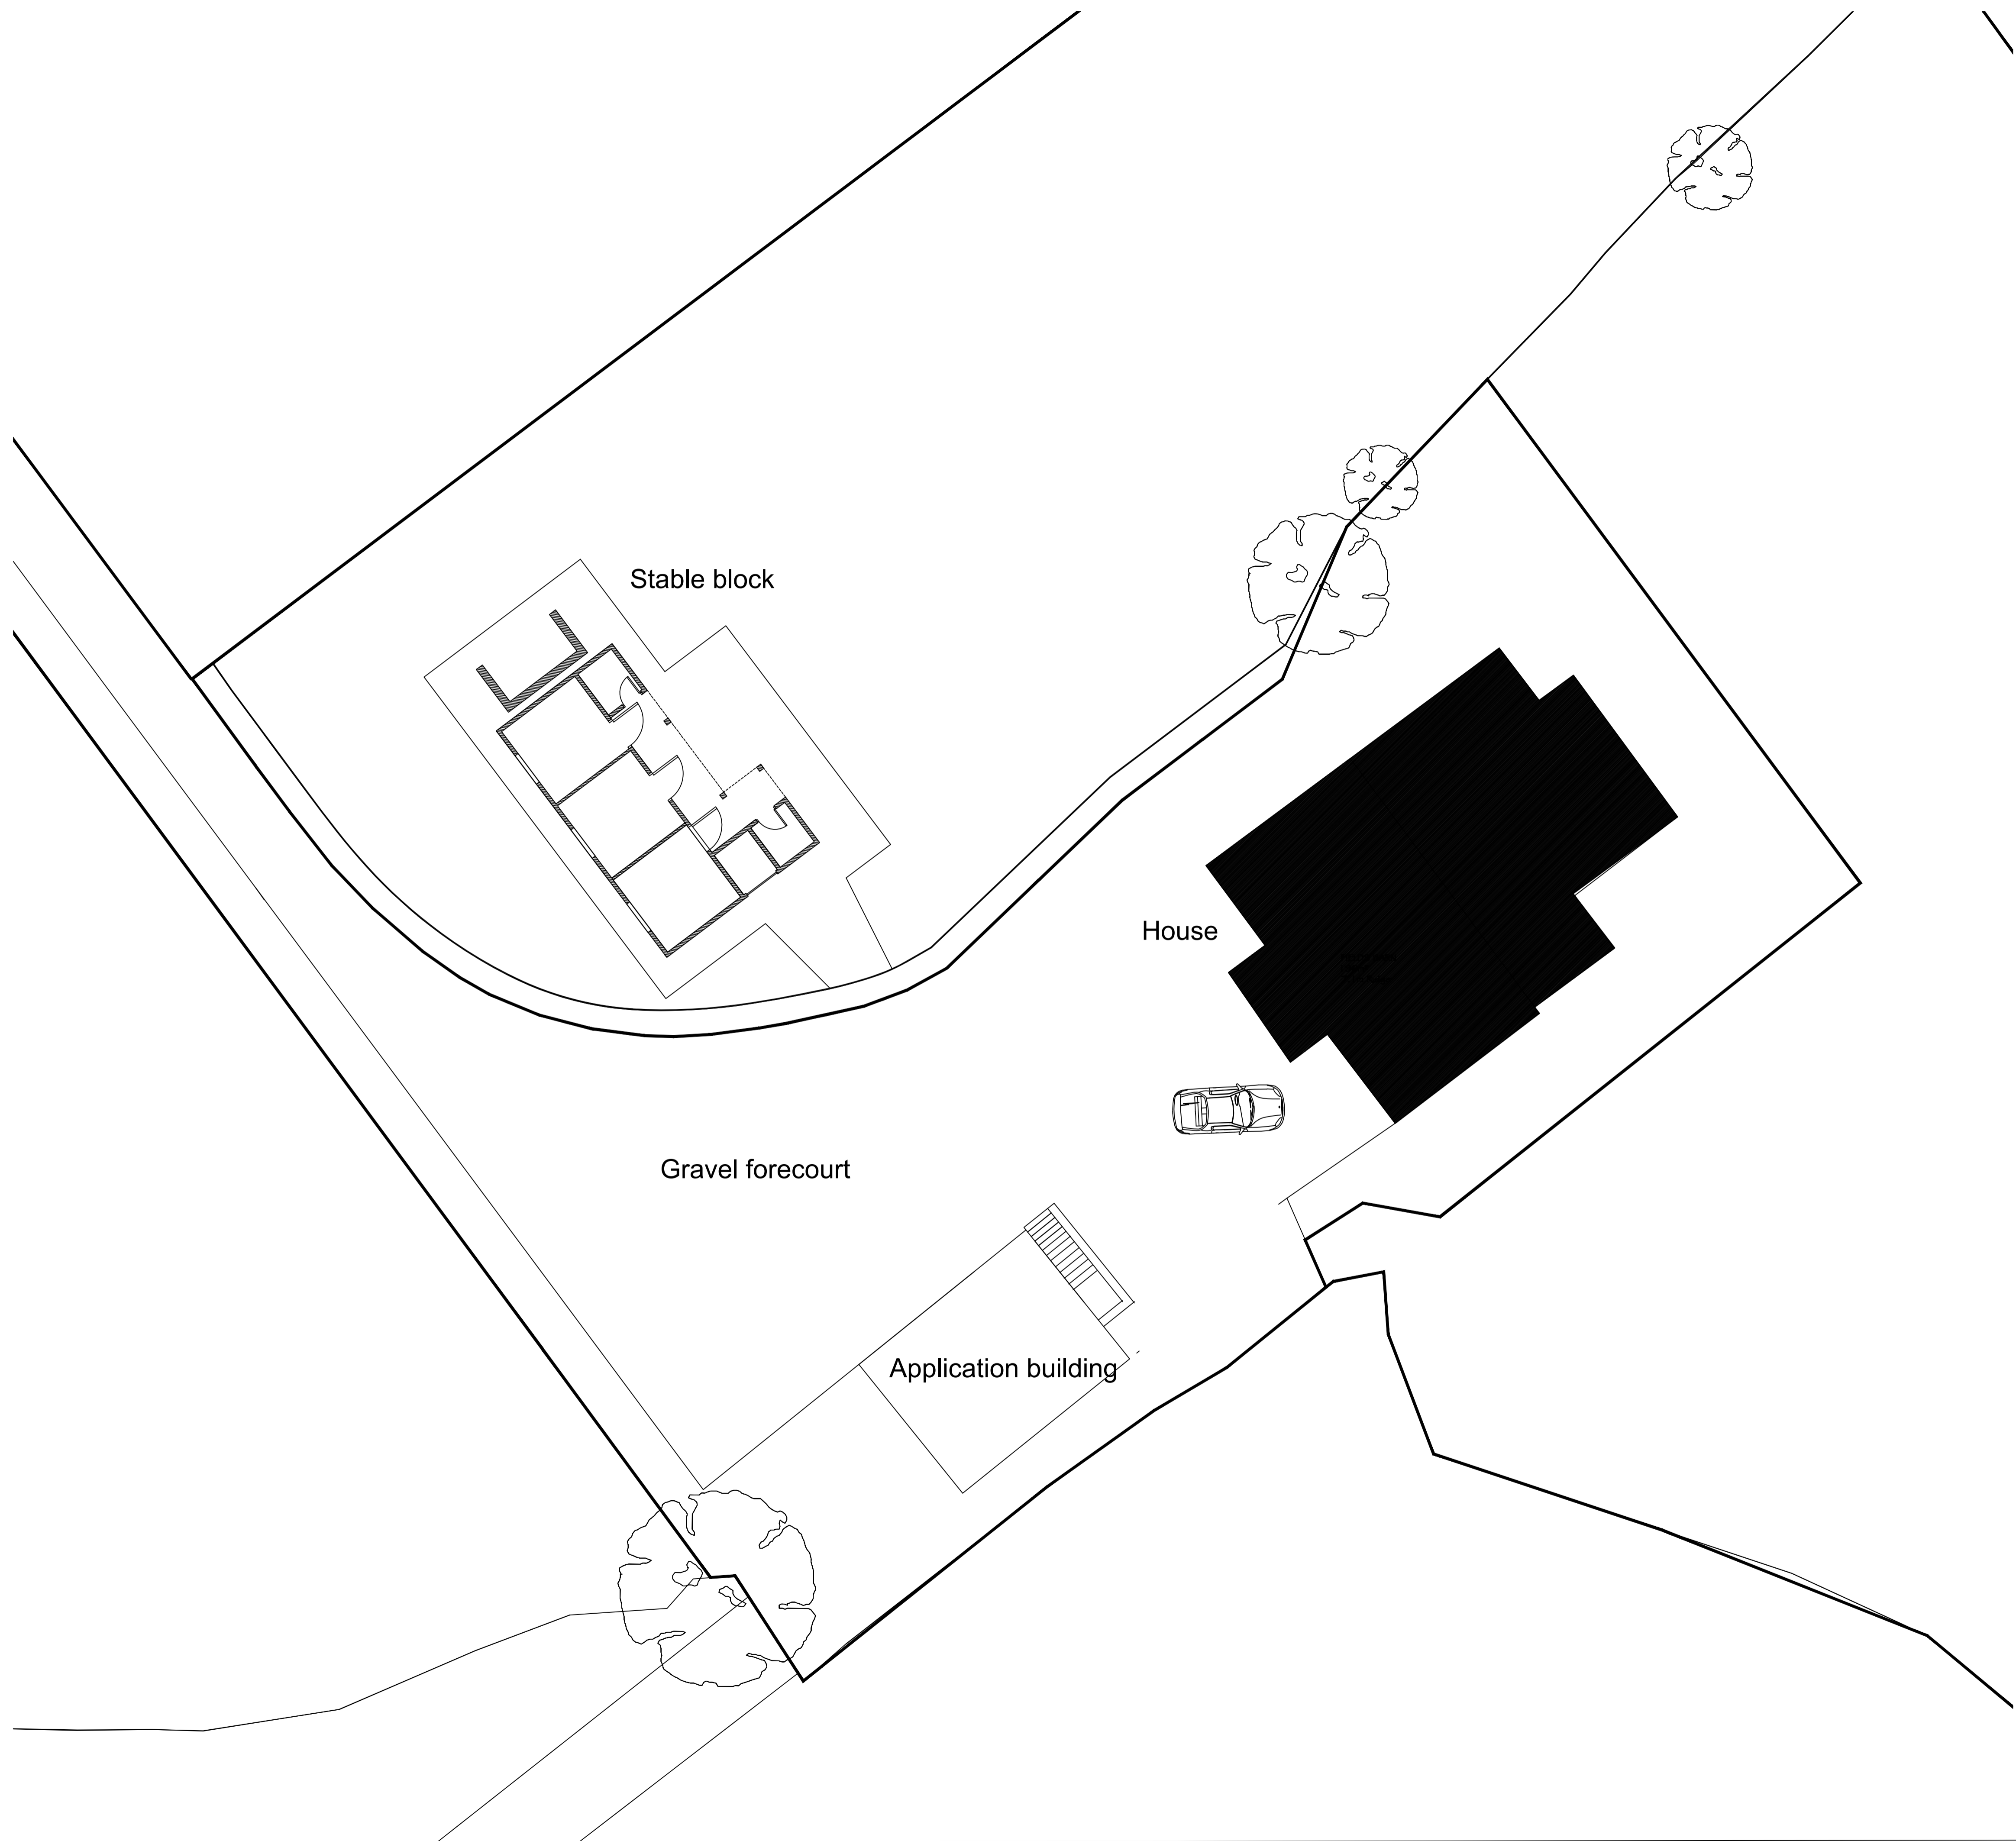 Stable block
House
Gravel forecourt
Application building